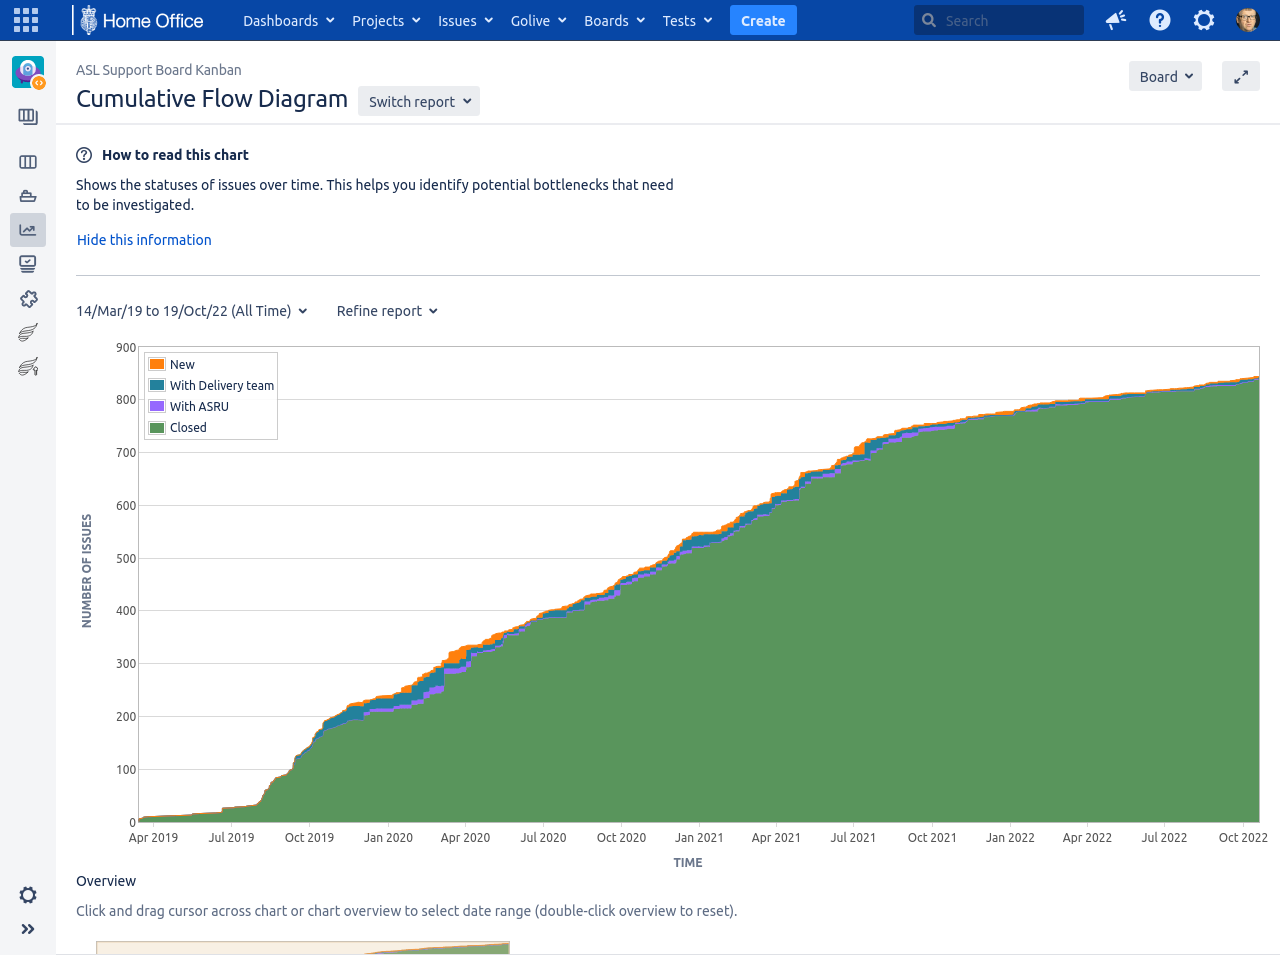 Home Office
Dashboards Projects Issues Golive Boards Tests Create Search
ASL Support Board Kanban
Cumulative Flow Diagram Switch report Board
How to read this chart
Shows the statuses of issues over time. This helps you identify potential bottlenecks that need
to be investigated.
Hide this information
14/Mar/19 to 19/Oct/22 (All Time) Refine report
New
With Delivery team
With ASRU
Closed
900
800
700
600
500
400
300
200
100
0
NUMBER OF ISSUES
Apr 2019 Jul 2019 Oct 2019 Jan 2020 Apr 2020 Jul 2020 Oct 2020 Jan 2021 Apr 2021 Jul 2021 Oct 2021 Jan 2022 Apr 2022 Jul 2022 Oct 2022
TIME
Overview
Click and drag cursor across chart or chart overview to select date range (double-click overview to reset).